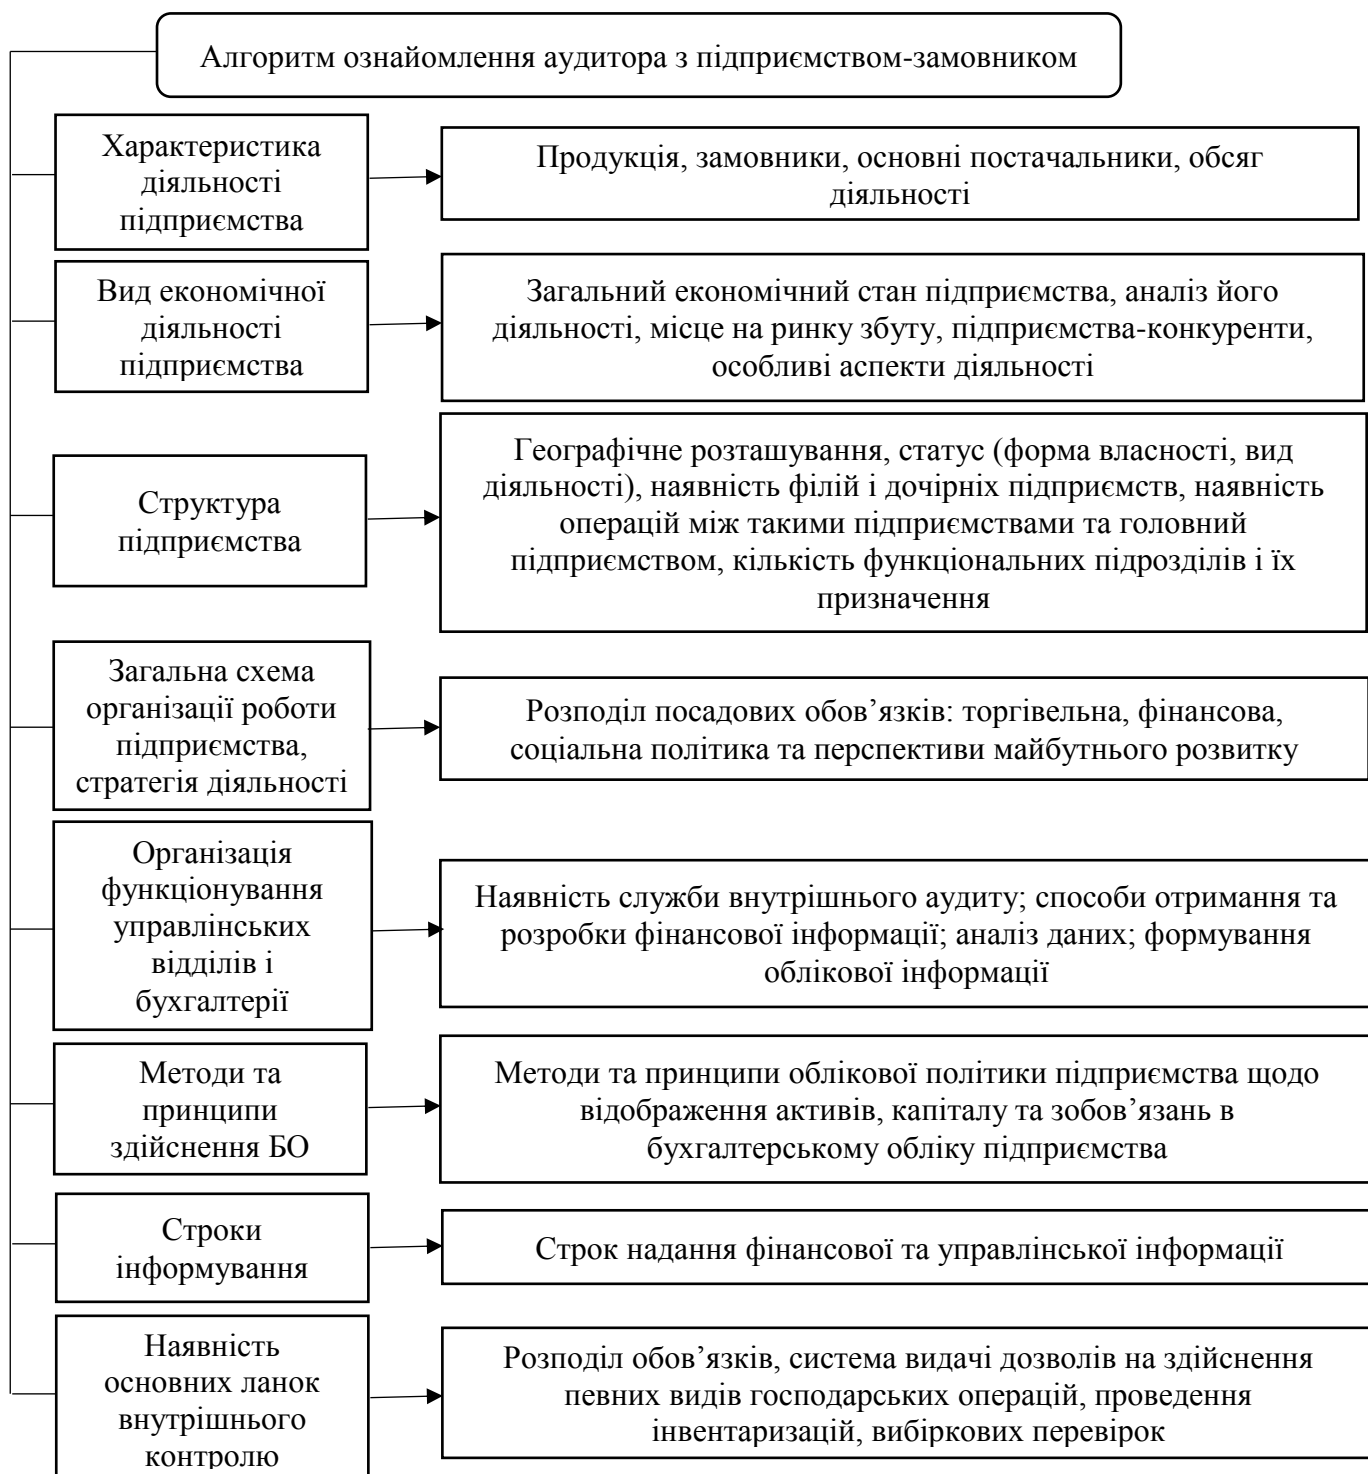 Алгоритм ознайомлення аудитора з підприємством-замовником
Характеристика
діяльності
підприємства
Продукція, замовники, основні постачальники, обсяг
діяльності
Вид економічної
діяльності
підприємства
Загальний економічний стан підприємства, аналіз його
діяльності, місце на ринку збуту, підприємства-конкуренти,
особливі аспекти діяльності
Структура
підприємства
Географічне розташування, статус (форма власності, вид
діяльності), наявність філій і дочірніх підприємств, наявність
операцій між такими підприємствами та головний
підприємством, кількість функціональних підрозділів і їх
призначення
Загальна схема
організації роботи
підприємства,
стратегія діяльності
Розподіл посадових обов’язків: торгівельна, фінансова,
соціальна політика та перспективи майбутнього розвитку
Організація
функціонування
управлінських
відділів і
бухгалтерії
Наявність служби внутрішнього аудиту; способи отримання та
розробки фінансової інформації; аналіз даних; формування
облікової інформації
Методи та
принципи
здійснення БО
Методи та принципи облікової політики підприємства щодо
відображення активів, капіталу та зобов’язань в
бухгалтерському обліку підприємства
Строки
інформування
Строк надання фінансової та управлінської інформації
Наявність
основних ланок
внутрішнього
контролю
Розподіл обов’язків, система видачі дозволів на здійснення
певних видів господарських операцій, проведення
інвентаризацій, вибіркових перевірок